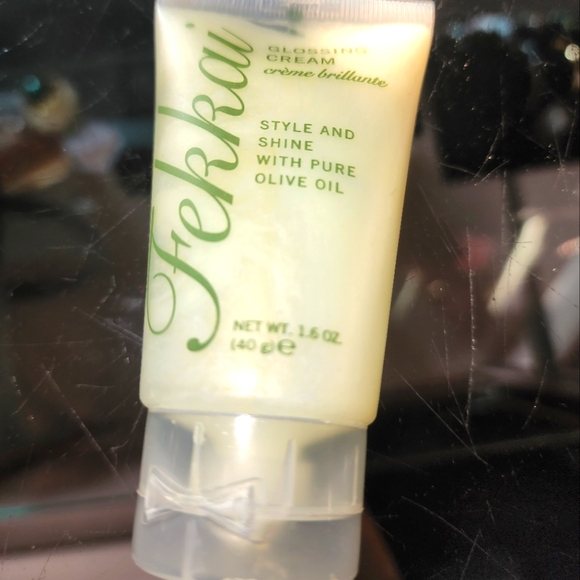 Fekkai
GLOSSING
CREAM
crème brillante
STYLE AND
SHINE
WITH PURE
OLIVE OIL
NET WT. 1.6 OZ.
(40 g) e